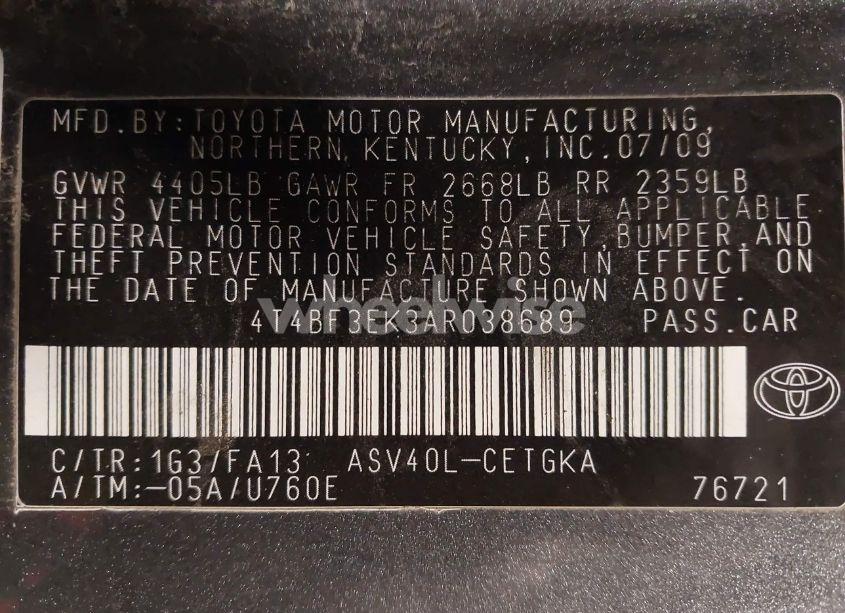 MFD.BY:TOYOTA MOTOR MANUFACTURING,
NORTHERN KENTUCKY,INC.07/09
GVWR 4405LB GAWR FR 2668LB RR 2359LB
THIS VEHICLE CONFORMS TO ALL APPLICABLE
FEDERAL MOTOR VEHICLE SAFETY,BUMPER,AND
THEFT PREVENTION STANDARDS IN EFFECT ON
THE DATE OF MANUFACTURE SHOWN ABOVE.
wheelwise
4T4BF3EK3AR038689 PASS.CAR
C/TR:1G3/FA13 ASV40L-CETGKA
A/TM:-05A/U760E 76721